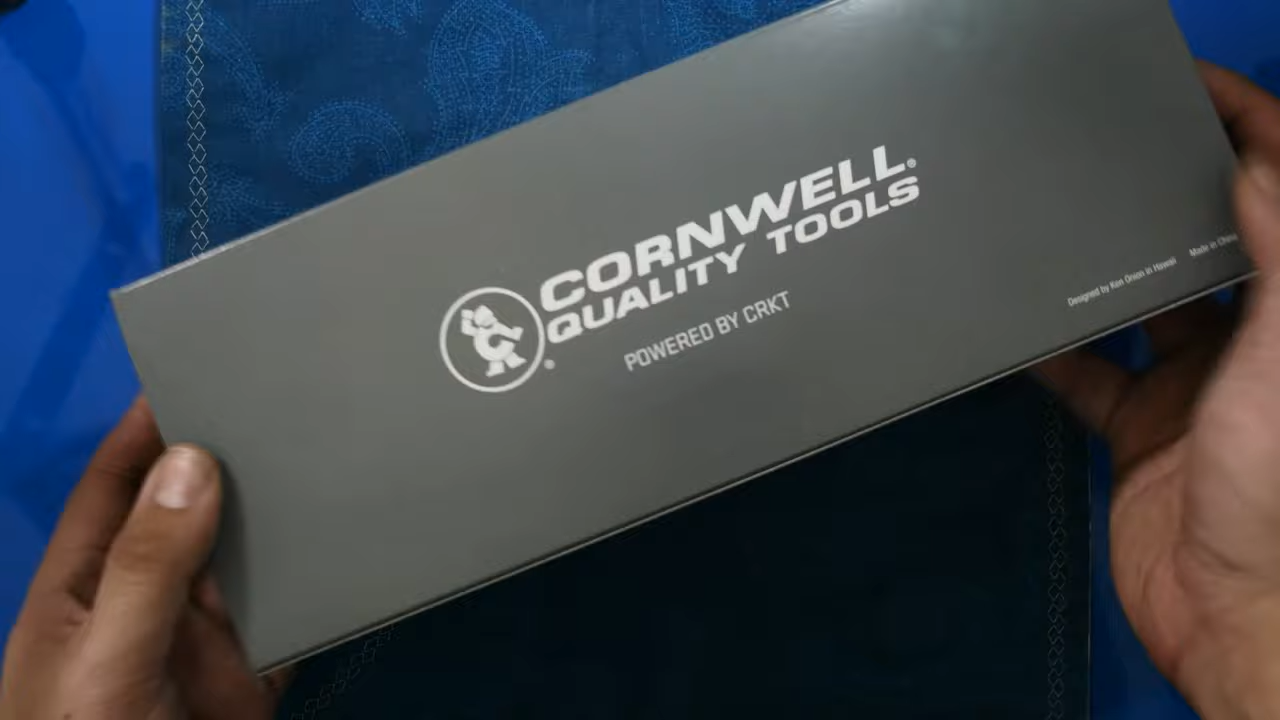 CORNWELL®
QUALITY TOOLS®
POWERED BY CRKT
Designed by Ken Onion in Hawaii
Made in China